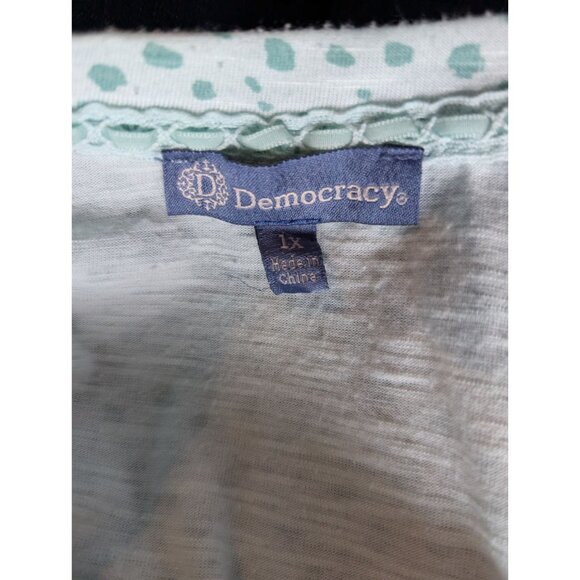 D Democracy®
1x
Made in
China